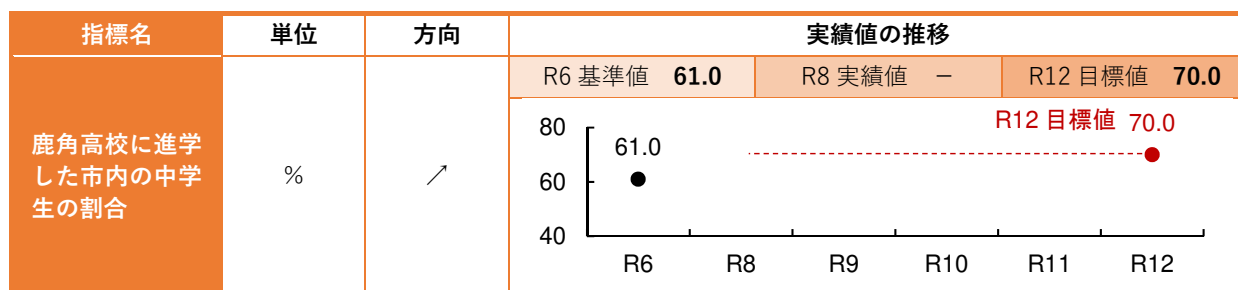 指標名 単位 方向 実績値の推移
R6 基準値 61.0 R8 実績値 － R12 目標値 70.0
鹿角高校に進学
した市内の中学
生の割合
％ ↗
R12 目標値 70.0
80
61.0
60
40
R6 R8 R9 R10 R11 R12